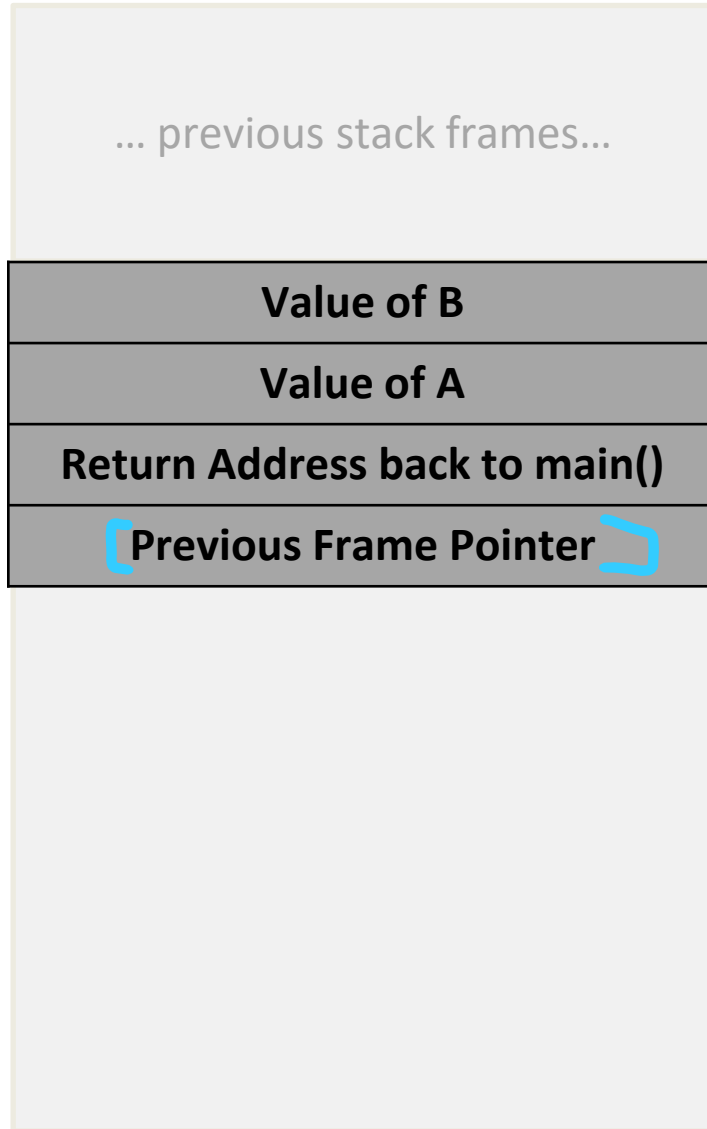 ... previous stack frames...
Value of B
Value of A
Return Address back to main()
Previous Frame Pointer